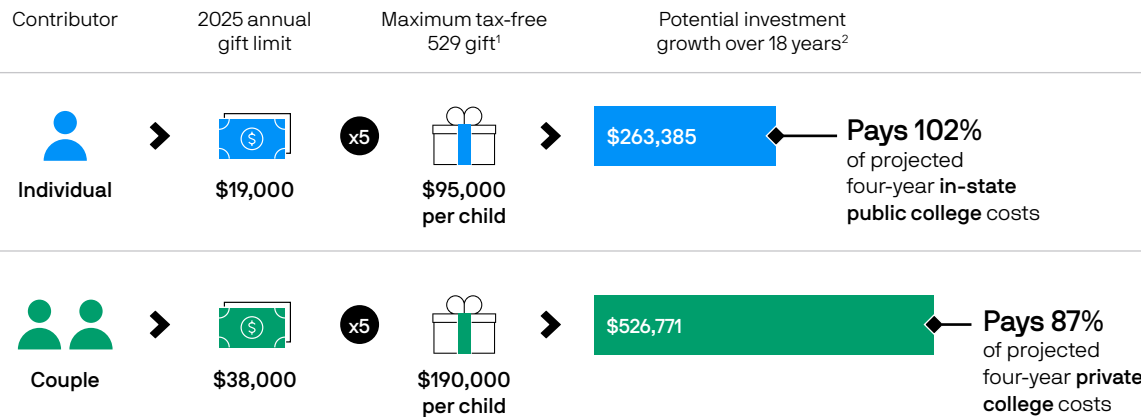 Contributor
2025 annual
gift limit
Maximum tax-free
529 gift¹
Potential investment
growth over 18 years²
Individual
$
$19,000
x5
$95,000
per child
$263,385
Pays 102%
of projected
four-year in-state
public college costs
Couple
$
$38,000
x5
$190,000
per child
$526,771
Pays 87%
of projected
four-year private
college costs